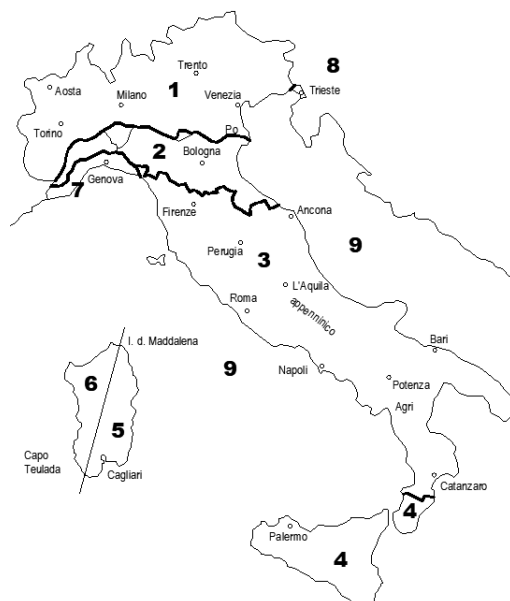 8
Trento
1
Aosta
Milano
Venezia
Trieste
Torino
Po
2
Bologna
Genova
7
Firenze
Ancona
Perugia
3
9
L'Aquila
Roma
appenninico
I. d. Maddalena
Bari
9
Napoli
6
Potenza
Agri
5
Capo
Teulada
Cagliari
Catanzaro
4
Palermo
4